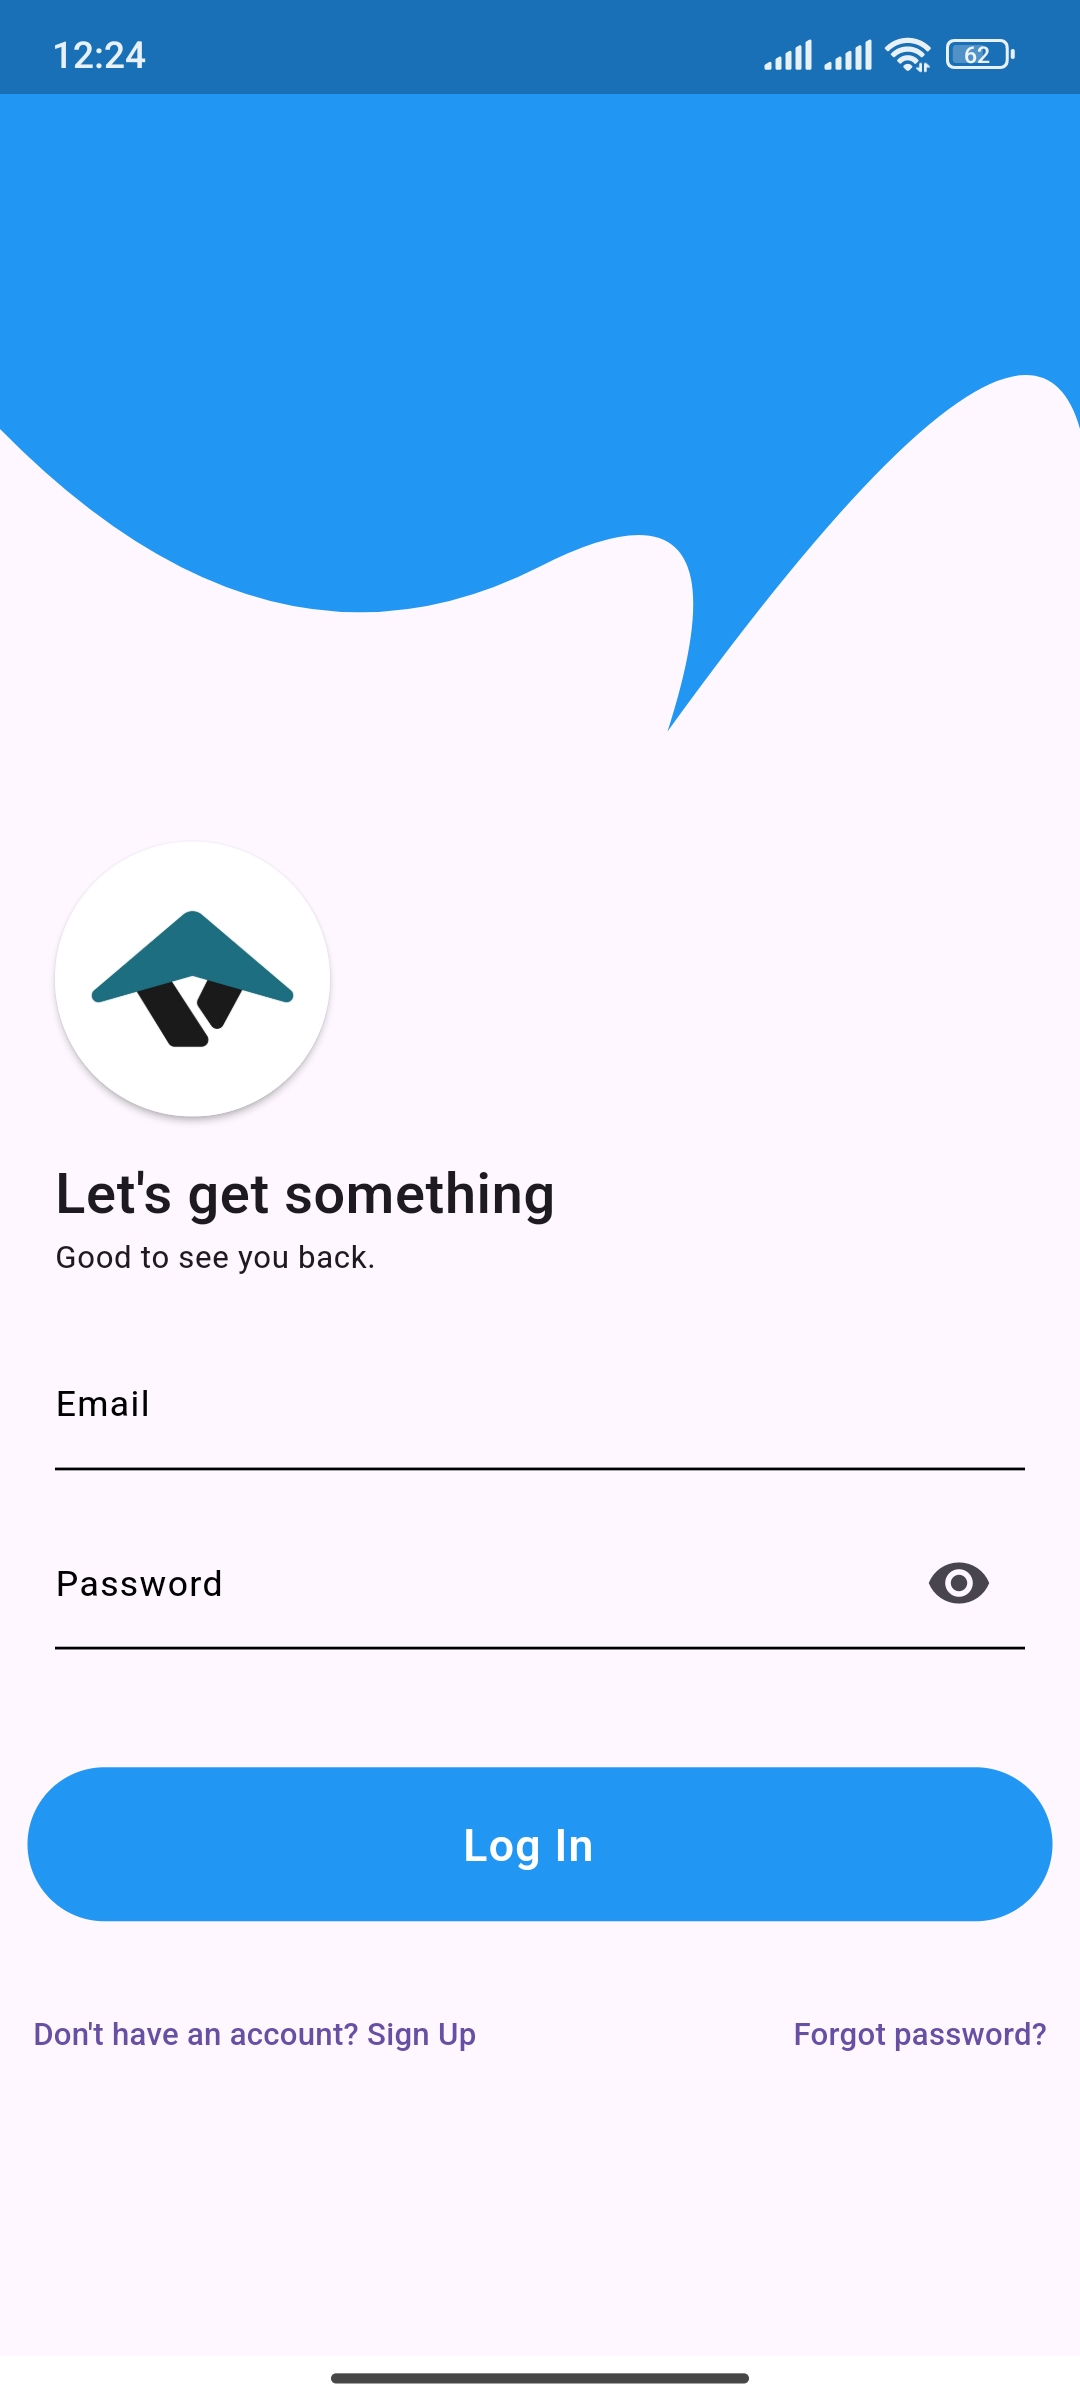 12:24
62
Let's get something
Good to see you back.
Email
Password
Log In
Don't have an account? Sign Up
Forgot password?